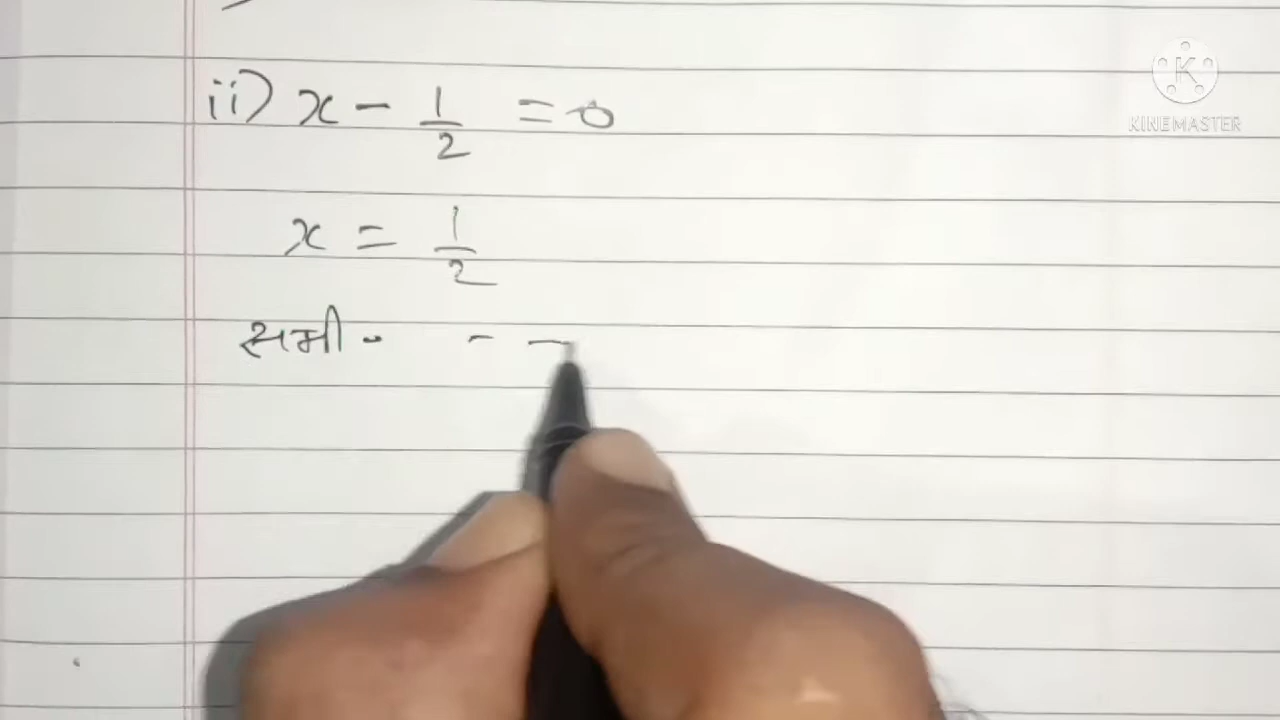 ii) x - 1/2 = 0
x = 1/2
समी. - -
KINEMASTER